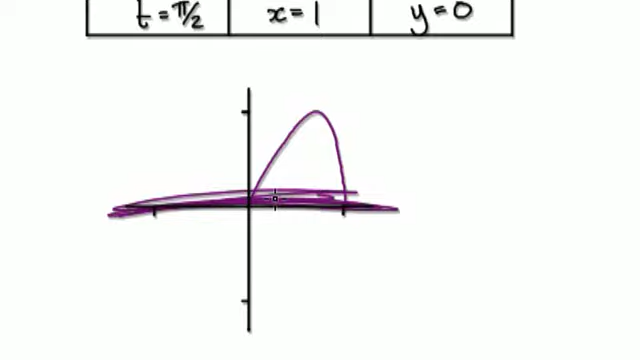 t = π/2 x = 1 y = 0